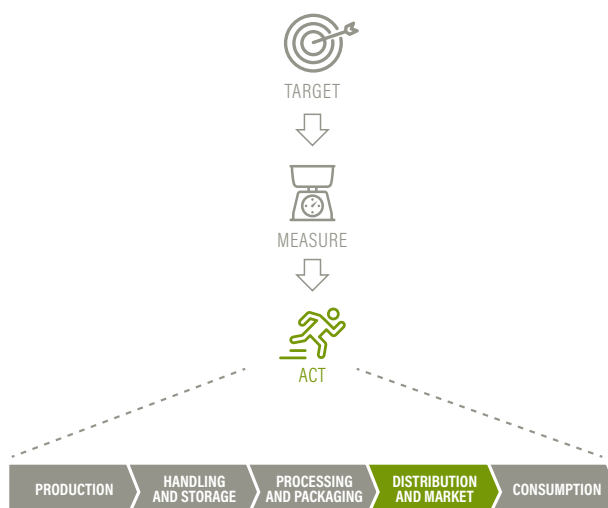 TARGET
MEASURE
ACT
PRODUCTION
HANDLING
AND STORAGE
PROCESSING
AND PACKAGING
DISTRIBUTION
AND MARKET
CONSUMPTION